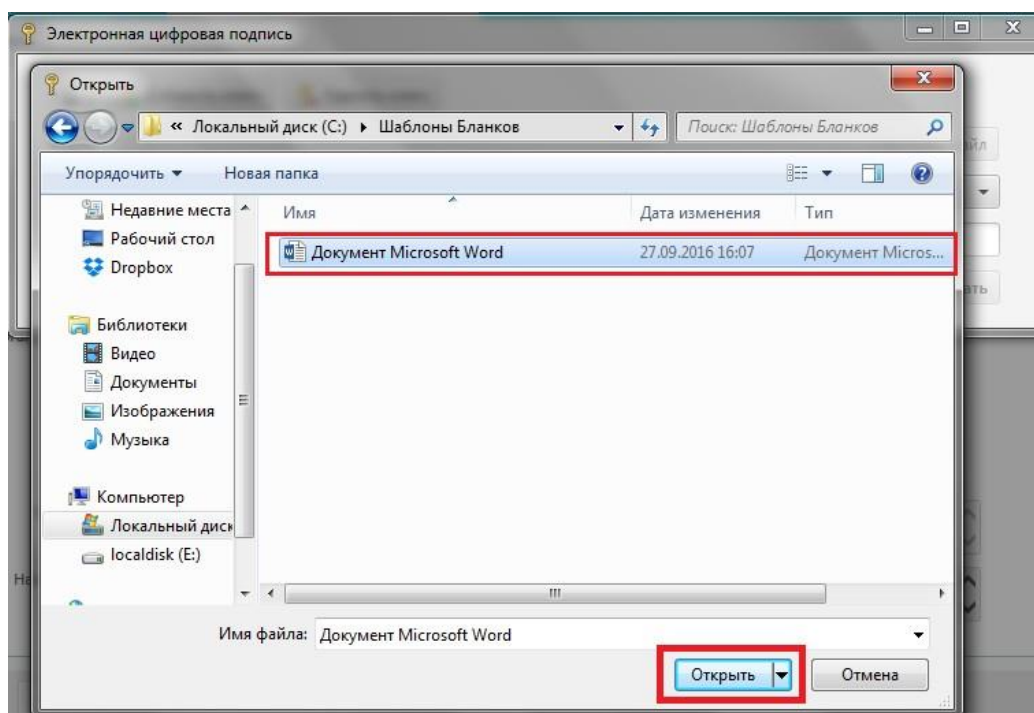 Электронная цифровая подпись
Открыть
« Локальный диск (C:) ▸ Шаблоны Бланков
Поиск: Шаблоны Бланков
Упорядочить ▼ Новая папка
Имя Дата изменения Тип
Документ Microsoft Word 27.09.2016 16:07 Документ Micros...
Недавние места
Рабочий стол
Dropbox
Библиотеки
Видео
Документы
Изображения
Музыка
Компьютер
Локальный диск
localdisk (E:)
Имя файла: Документ Microsoft Word
Открыть Отмена